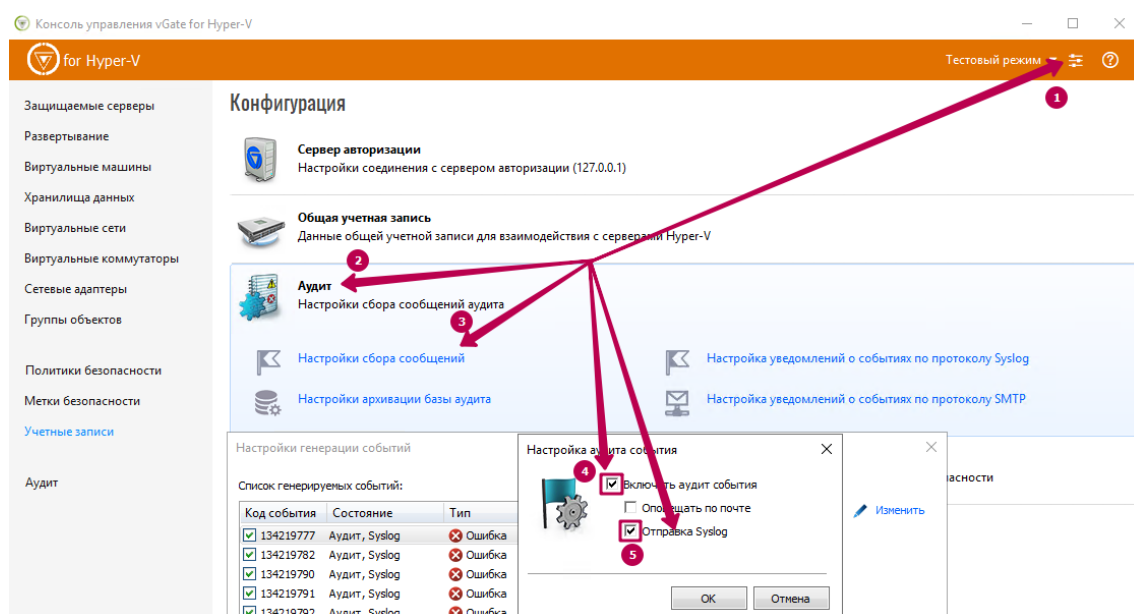 Консоль управления vGate for Hyper-V
for Hyper-V
Тестовый режим
1
Защищаемые серверы
Развертывание
Виртуальные машины
Хранилища данных
Виртуальные сети
Виртуальные коммутаторы
Сетевые адаптеры
Группы объектов
Политики безопасности
Метки безопасности
Учетные записи
Аудит
Конфигурация
Сервер авторизации
Настройки соединения с сервером авторизации (127.0.0.1)
Общая учетная запись
Данные общей учетной записи для взаимодействия с серверами Hyper-V
2
Аудит
Настройки сбора сообщений аудита
3
Настройки сбора сообщений
Настройка уведомлений о событиях по протоколу Syslog
Настройки архивации базы аудита
Настройка уведомлений о событиях по протоколу SMTP
Настройки генерации событий
Список генерируемых событий:
Код события Состояние Тип
134219777 Аудит, Syslog Ошибка
134219782 Аудит, Syslog Ошибка
134219790 Аудит, Syslog Ошибка
134219791 Аудит, Syslog Ошибка
134219792 Аудит, Syslog Ошибка
Настройка аудита события
4
Включать аудит события
Оповещать по почте
Отправка Syslog
5
OK Отмена
Изменить